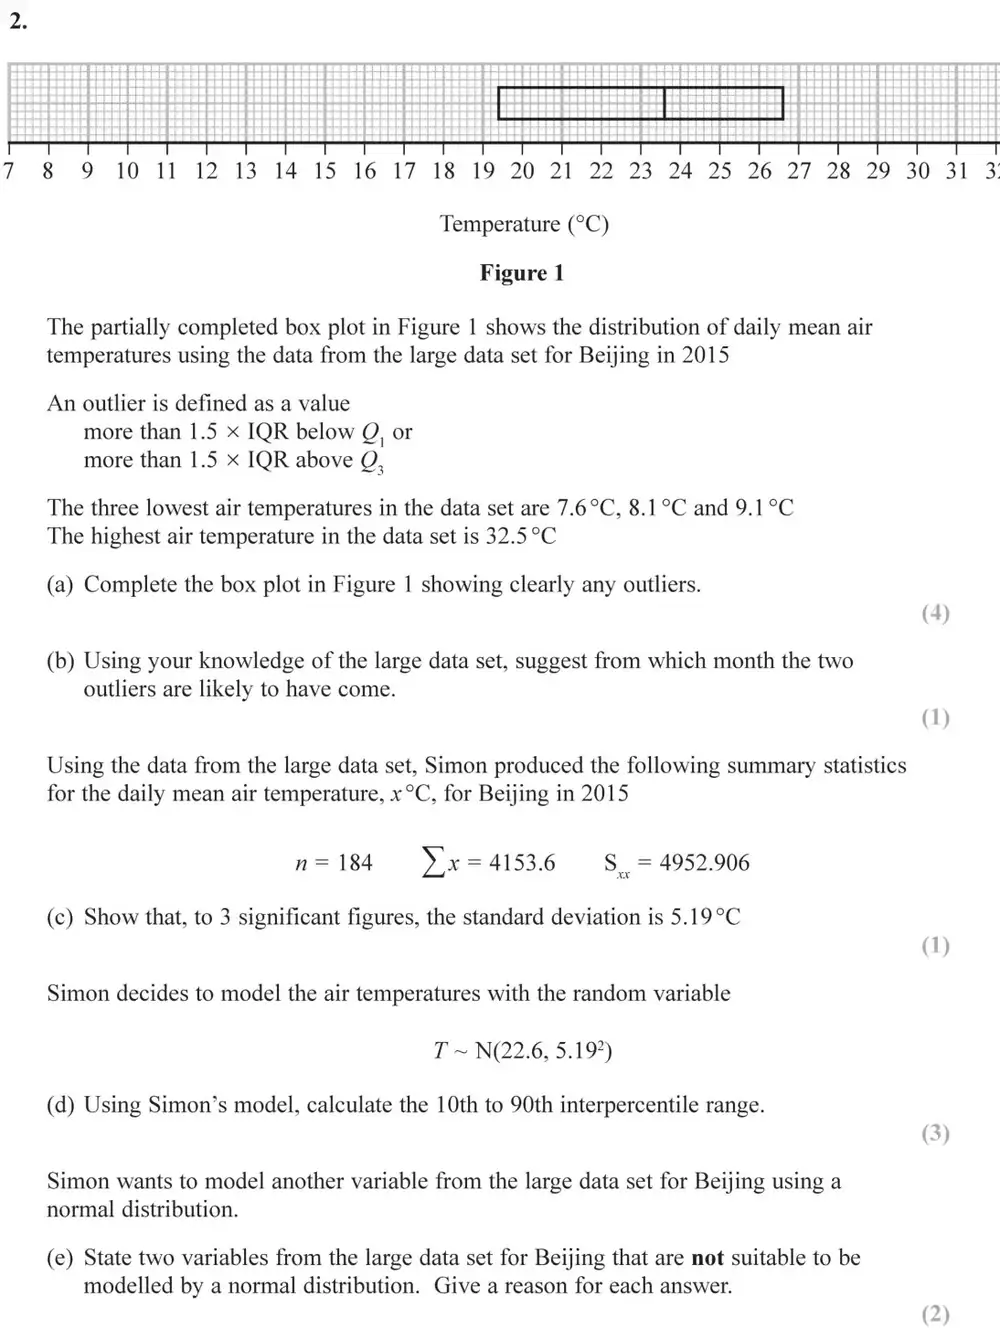 2.
7 8 9 10 11 12 13 14 15 16 17 18 19 20 21 22 23 24 25 26 27 28 29 30 31
Temperature (°C)
Figure 1
The partially completed box plot in Figure 1 shows the distribution of daily mean air
temperatures using the data from the large data set for Beijing in 2015
An outlier is defined as a value
more than 1.5 × IQR below Q₁ or
more than 1.5 × IQR above Q₃
The three lowest air temperatures in the data set are 7.6 °C, 8.1 °C and 9.1 °C
The highest air temperature in the data set is 32.5 °C
(a) Complete the box plot in Figure 1 showing clearly any outliers.
(4)
(b) Using your knowledge of the large data set, suggest from which month the two
outliers are likely to have come.
(1)
Using the data from the large data set, Simon produced the following summary statistics
for the daily mean air temperature, x °C, for Beijing in 2015
n = 184 ∑x = 4153.6 Sₓₓ = 4952.906
(c) Show that, to 3 significant figures, the standard deviation is 5.19 °C
(1)
Simon decides to model the air temperatures with the random variable
T ~ N(22.6, 5.19²)
(d) Using Simon’s model, calculate the 10th to 90th interpercentile range.
(3)
Simon wants to model another variable from the large data set for Beijing using a
normal distribution.
(e) State two variables from the large data set for Beijing that are not suitable to be
modelled by a normal distribution. Give a reason for each answer.
(2)